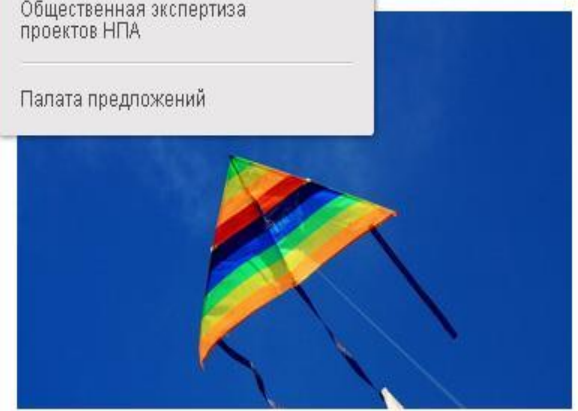 Общественная экспертиза
проектов НПА
Палата предложений